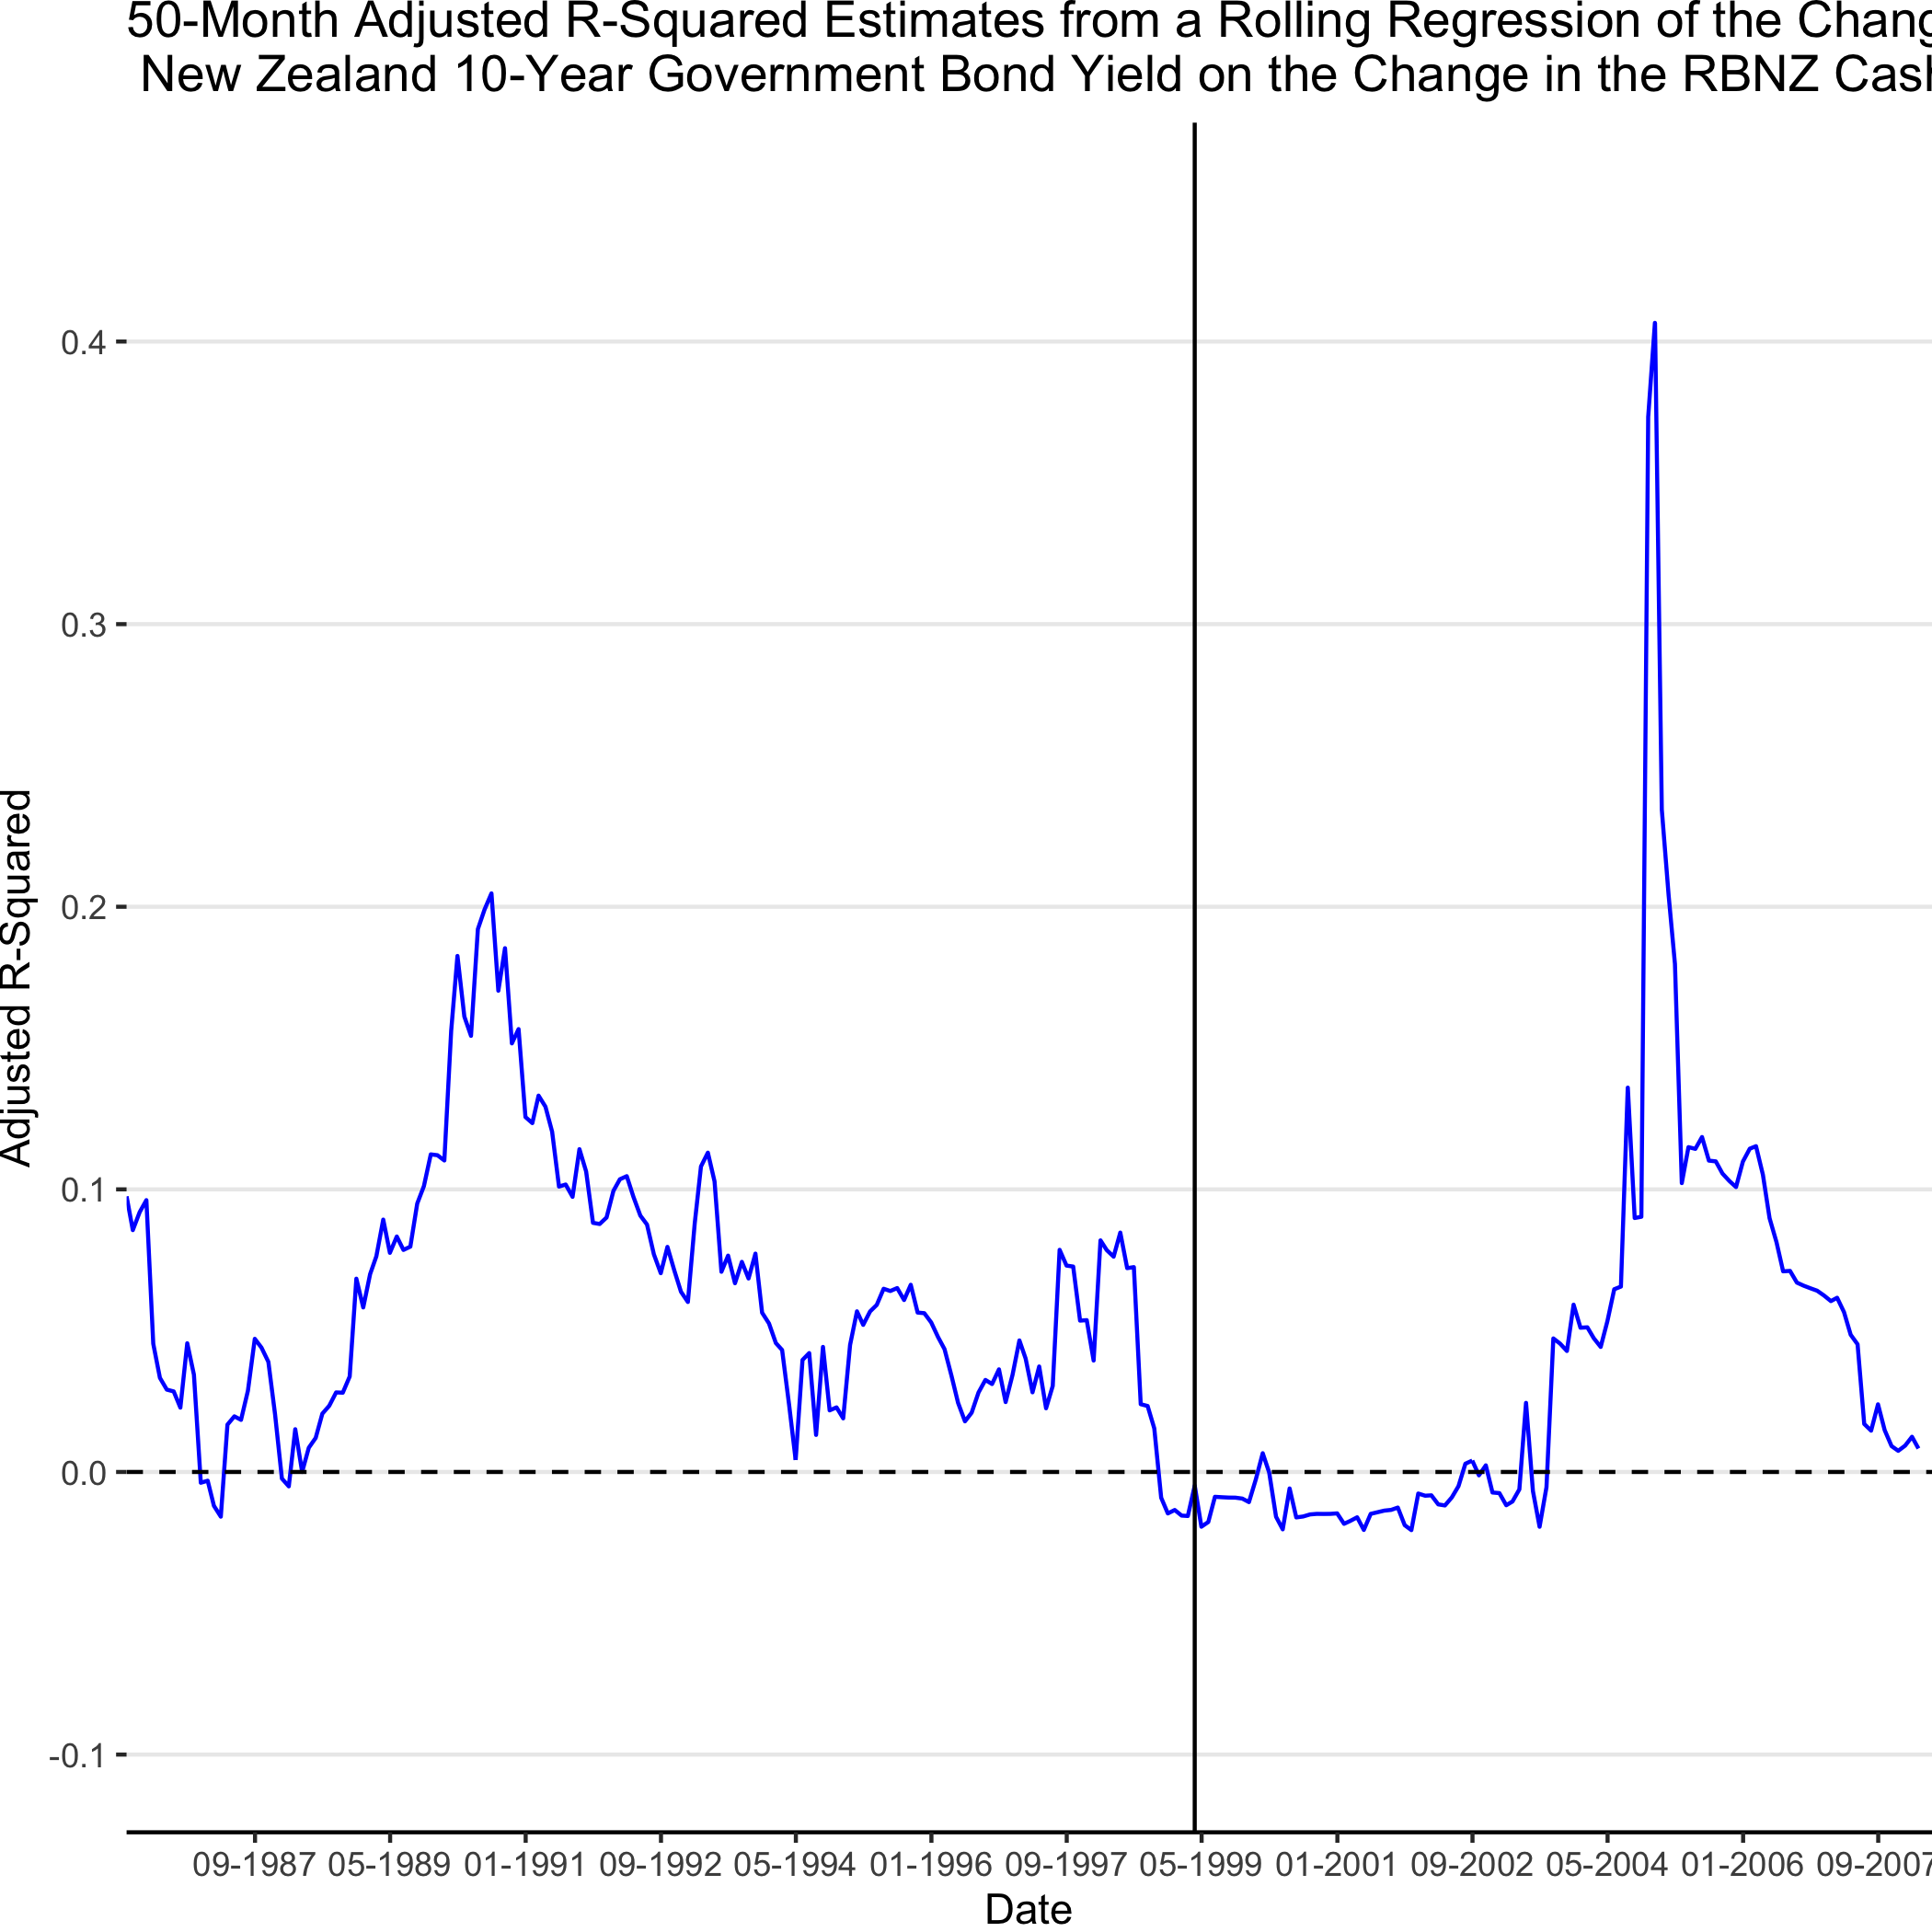 50-Month Adjusted R-Squared Estimates from a Rolling Regression of the Chang
New Zealand 10-Year Government Bond Yield on the Change in the RBNZ Cash
Adjusted R-Squared
0.4
0.3
0.2
0.1
0.0
-0.1
09-1987 05-1989 01-1991 09-1992 05-1994 01-1996 09-1997 05-1999 01-2001 09-2002 05-2004 01-2006 09-2007
Date